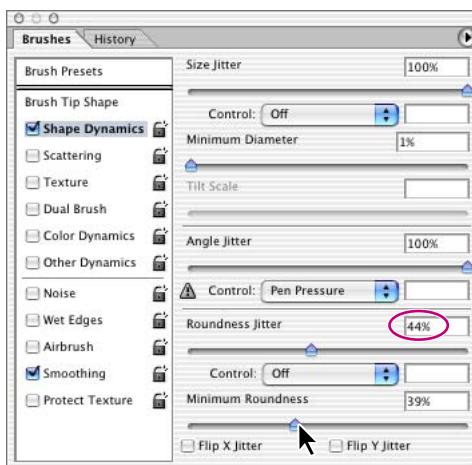 Brushes History
Brush Presets
Brush Tip Shape
Shape Dynamics
Scattering
Texture
Dual Brush
Color Dynamics
Other Dynamics
Noise
Wet Edges
Airbrush
Smoothing
Protect Texture
Size Jitter 100%
Control: Off
Minimum Diameter 1%
Tilt Scale
Angle Jitter 100%
Control: Pen Pressure
Roundness Jitter 44%
Control: Off
Minimum Roundness 39%
Flip X Jitter Flip Y Jitter